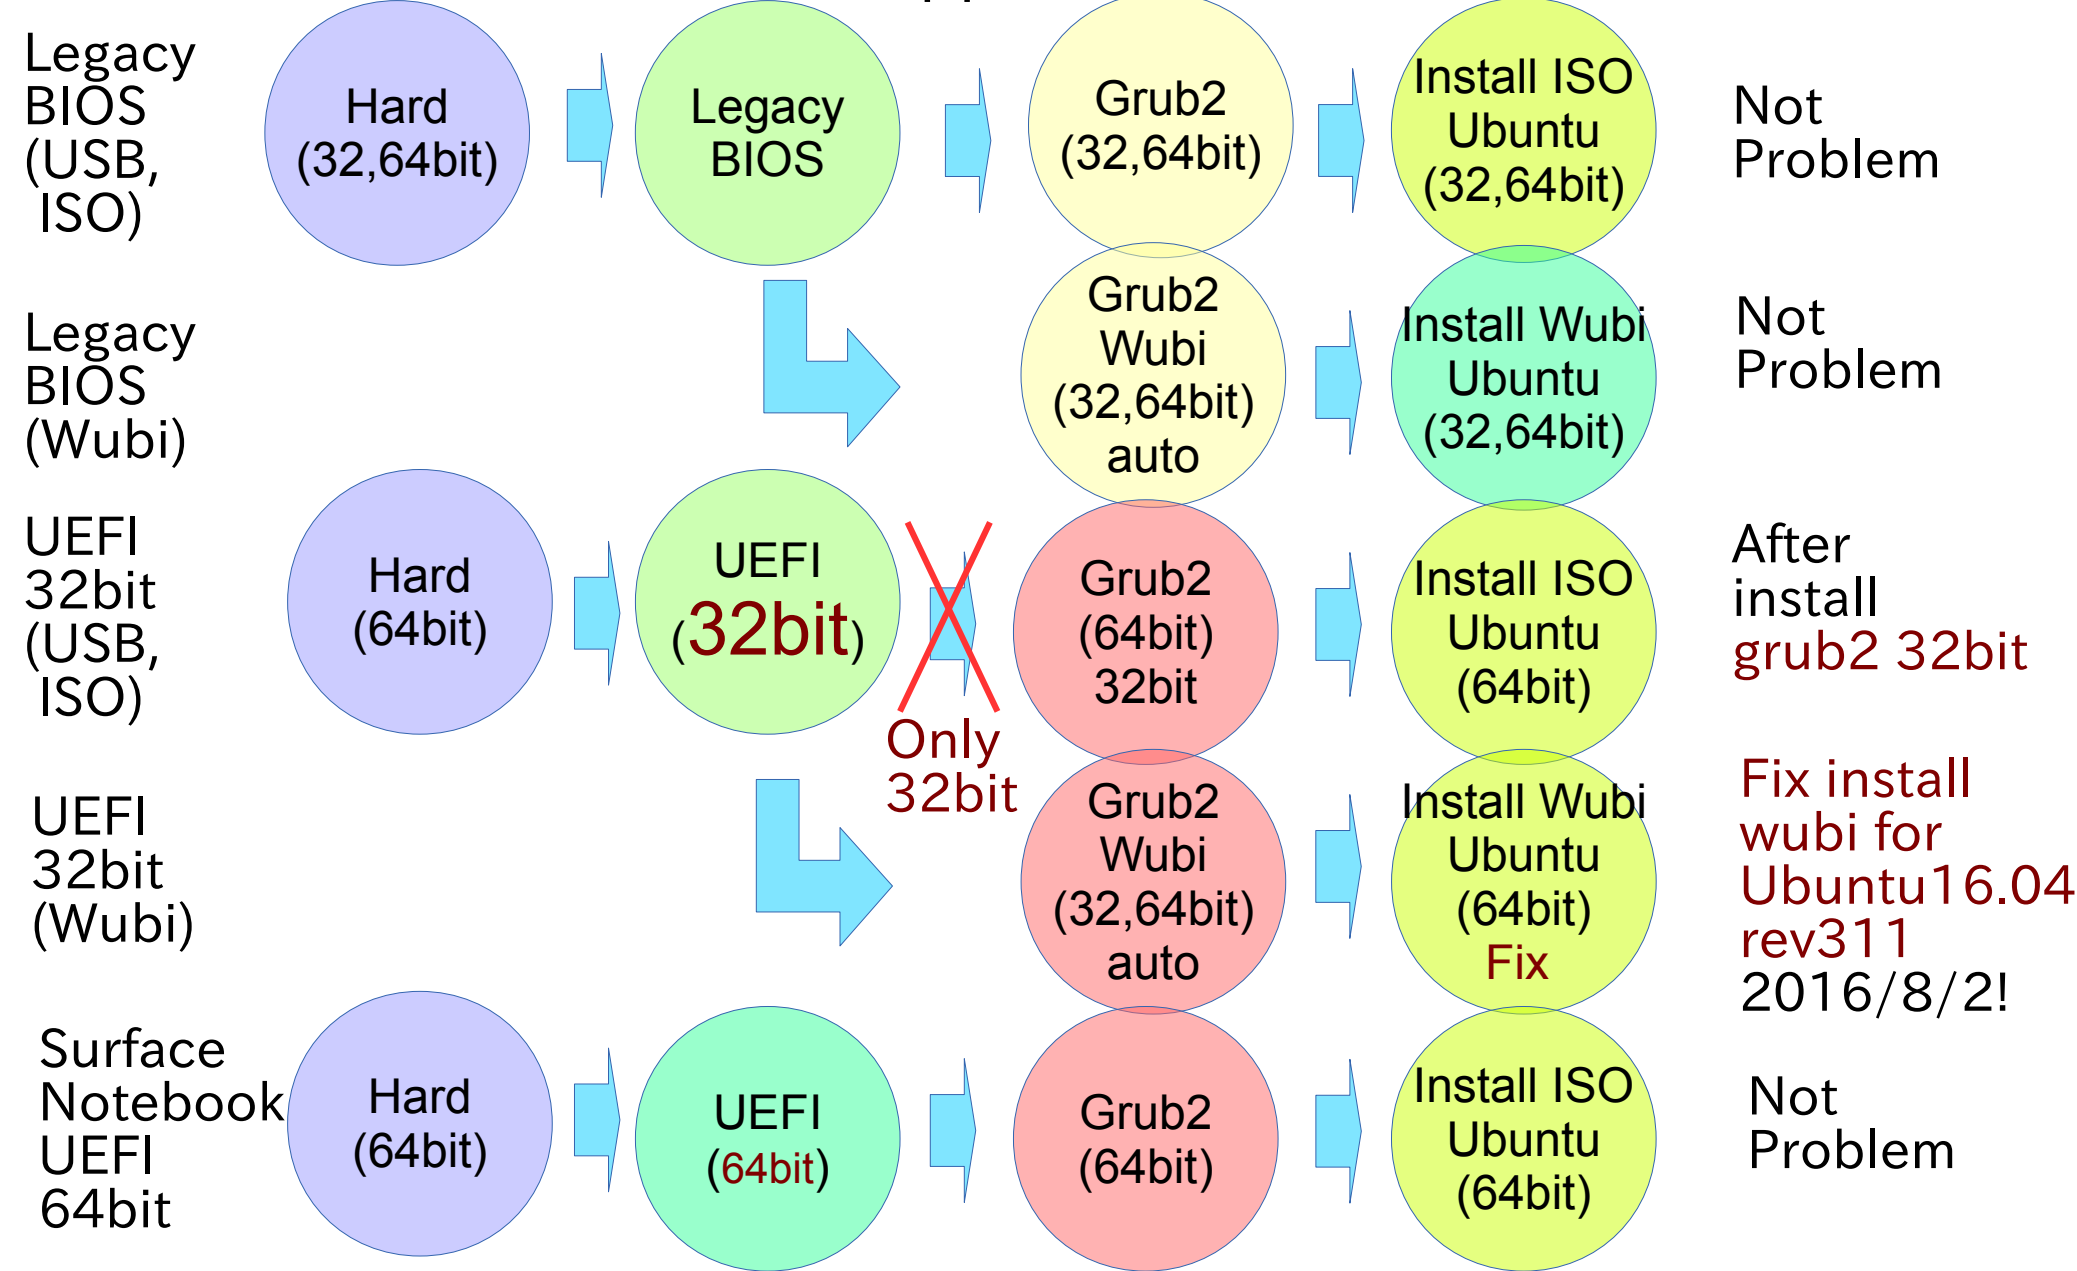 Legacy
BIOS
(USB,
ISO)
Hard
(32,64bit)
Legacy
BIOS
Grub2
(32,64bit)
Install ISO
Ubuntu
(32,64bit)
Not
Problem
Legacy
BIOS
(Wubi)
Grub2
Wubi
(32,64bit)
auto
Install Wubi
Ubuntu
(32,64bit)
Not
Problem
UEFI
32bit
(USB,
ISO)
Hard
(64bit)
UEFI
(32bit)
Only
32bit
Grub2
(64bit)
32bit
Install ISO
Ubuntu
(64bit)
After
install
grub2 32bit
UEFI
32bit
(Wubi)
Grub2
Wubi
(32,64bit)
auto
Install Wubi
Ubuntu
(64bit)
Fix
Fix install
wubi for
Ubuntu16.04
rev311
2016/8/2!
Surface
Notebook
UEFI
64bit
Hard
(64bit)
UEFI
(64bit)
Grub2
(64bit)
Install ISO
Ubuntu
(64bit)
Not
Problem